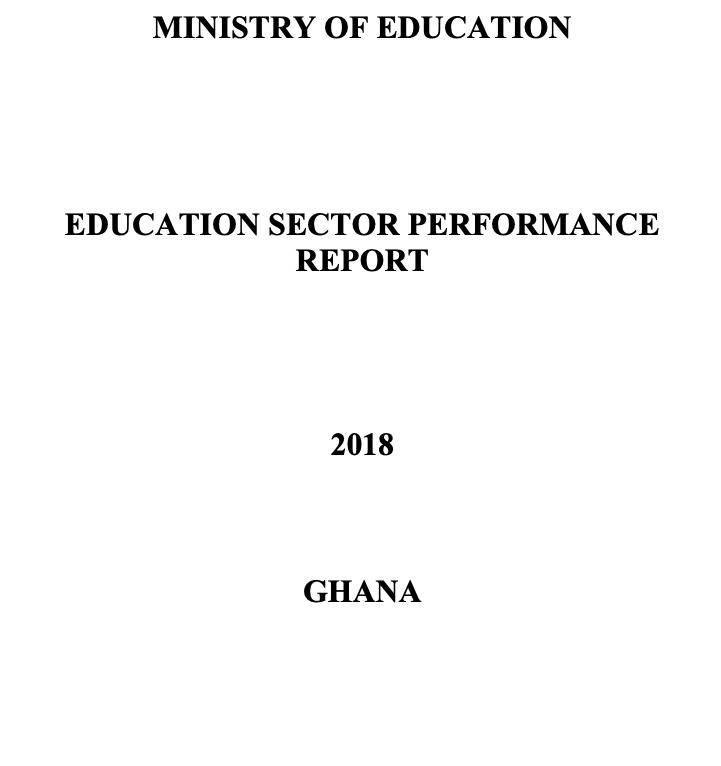 MINISTRY OF EDUCATION
EDUCATION SECTOR PERFORMANCE
REPORT
2018
GHANA